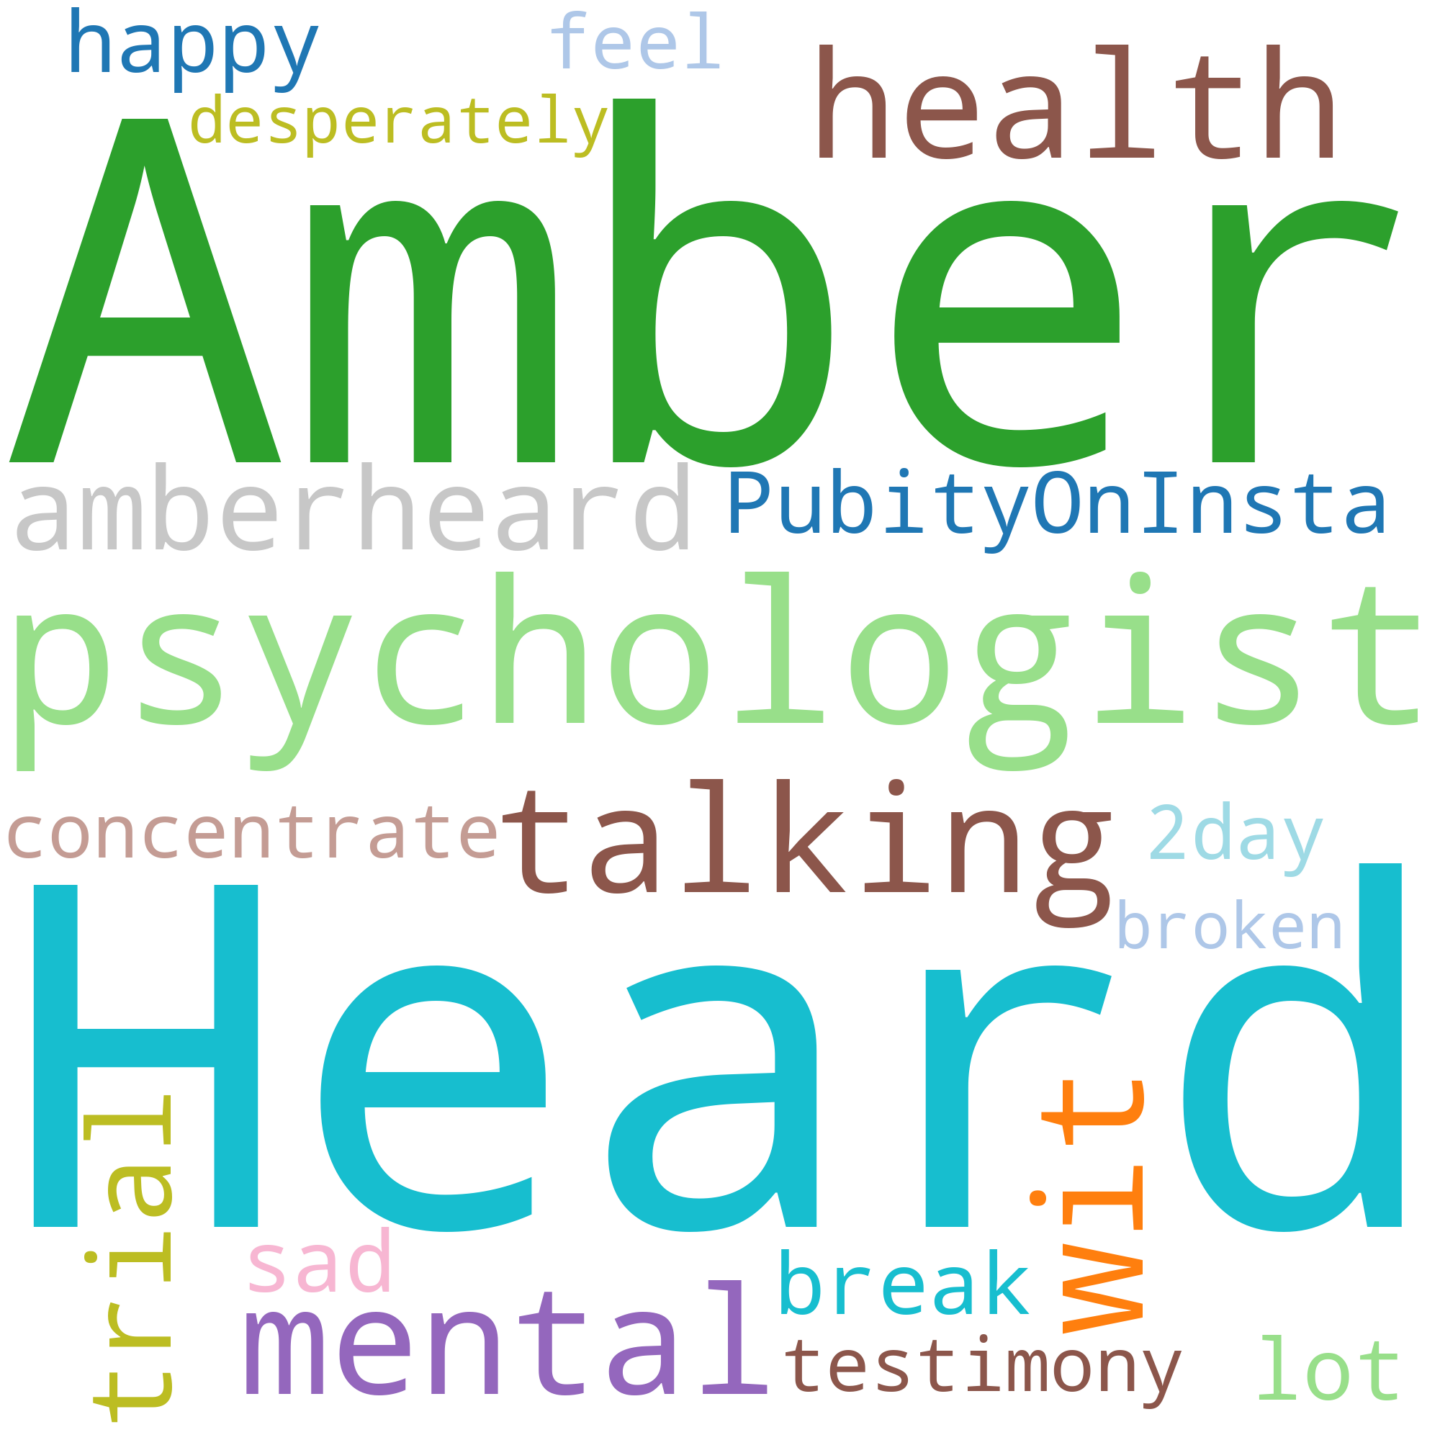 happy
feel
health
desperately
Amber
amberheard
PubityOnInsta
psychologist
talking
concentrate
2day
broken
Heard
trial
wit
sad
break
mental
testimony
lot